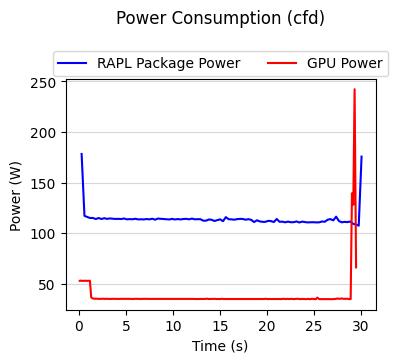 Power Consumption (cfd)
RAPL Package Power GPU Power
250
200
150
100
50
Power (W)
0 5 10 15 20 25 30
Time (s)